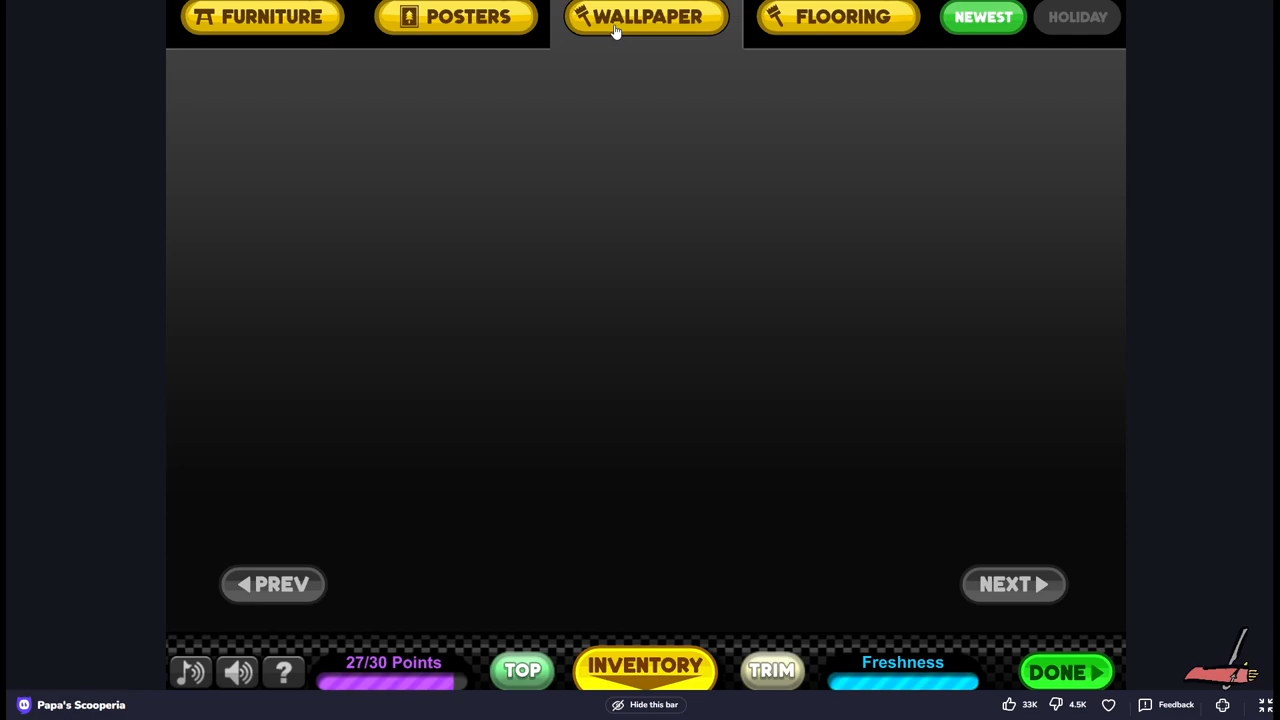 FURNITURE
POSTERS
WALLPAPER
FLOORING
NEWEST
HOLIDAY
PREV
NEXT
?
27/30 Points
TOP
INVENTORY
TRIM
Freshness
DONE
Papa's Scooperia
Hide this bar
33K
4.5K
Feedback